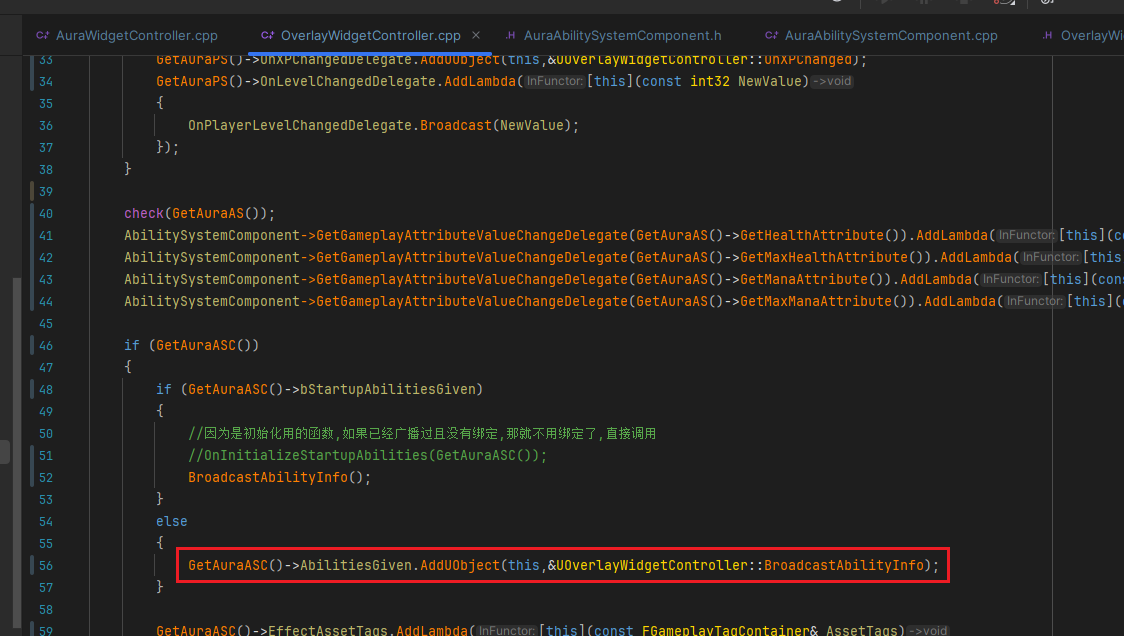 AuraWidgetController.cpp OverlayWidgetController.cpp × .H AuraAbilitySystemComponent.h AuraAbilitySystemComponent.cpp .H OverlayWi
33 GetAuraPS()->OnXPChangedDelegate.AddUObject(this,&UOverlayWidgetController::OnXPChanged);
34 GetAuraPS()->OnLevelChangedDelegate.AddLambda( InFunctor: [this](const int32 NewValue) ->void
35 {
36 OnPlayerLevelChangedDelegate.Broadcast(NewValue);
37 });
38 }
39
40 check(GetAuraAS());
41 AbilitySystemComponent->GetGameplayAttributeValueChangeDelegate(GetAuraAS()->GetHealthAttribute()).AddLambda( InFunctor: [this](co
42 AbilitySystemComponent->GetGameplayAttributeValueChangeDelegate(GetAuraAS()->GetMaxHealthAttribute()).AddLambda( InFunctor: [this
43 AbilitySystemComponent->GetGameplayAttributeValueChangeDelegate(GetAuraAS()->GetManaAttribute()).AddLambda( InFunctor: [this](cons
44 AbilitySystemComponent->GetGameplayAttributeValueChangeDelegate(GetAuraAS()->GetMaxManaAttribute()).AddLambda( InFunctor: [this](
45
46 if (GetAuraASC())
47 {
48 if (GetAuraASC()->bStartupAbilitiesGiven)
49 {
50 //因为是初始化用的函数,如果已经广播过且没有绑定,那就不用绑定了,直接调用
51 //OnInitializeStartupAbilities(GetAuraASC());
52 BroadcastAbilityInfo();
53 }
54 else
55 {
56 GetAuraASC()->AbilitiesGiven.AddUObject(this,&UOverlayWidgetController::BroadcastAbilityInfo);
57 }
58
59 GetAuraASC()->EffectAssetTags.AddLambda( InFunctor: [this](const FGameplayTagContainer& AssetTags) ->void